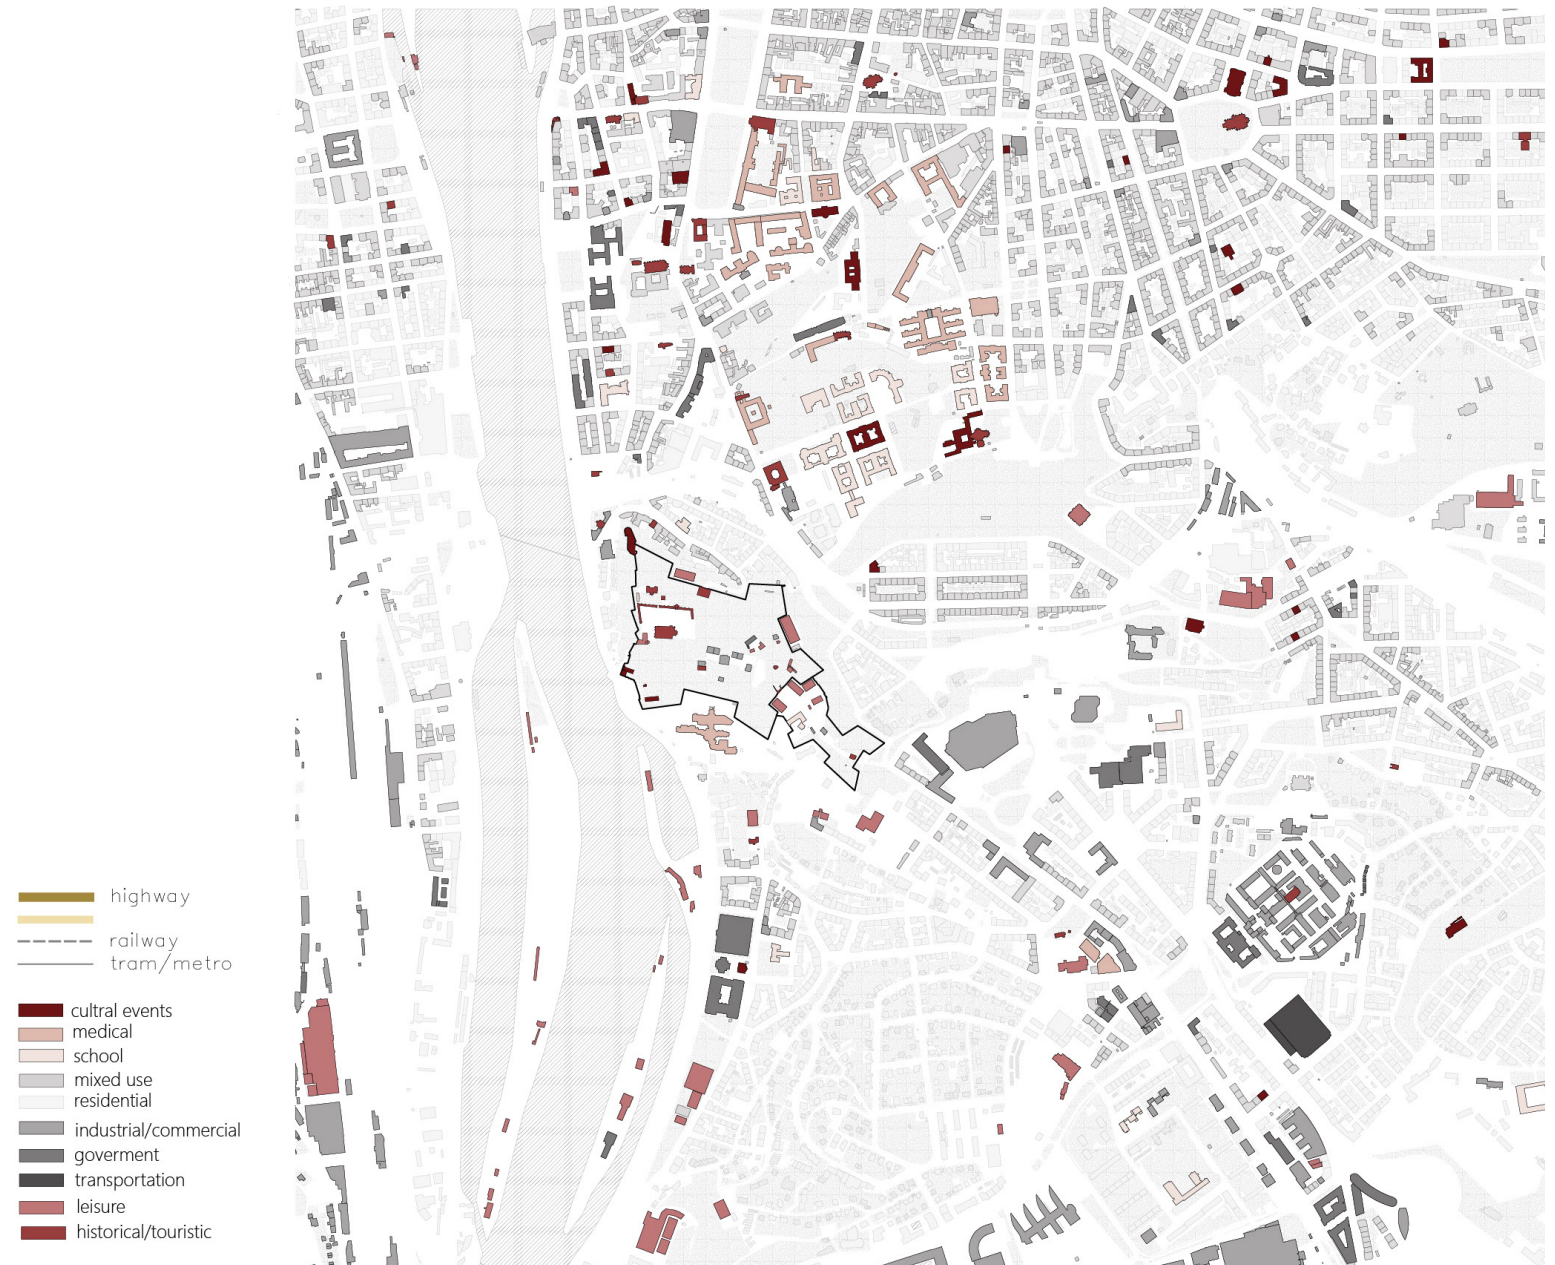 highway
railway
tram/metro
cultral events
medical
school
mixed use
residential
industrial/commercial
goverment
transportation
leisure
historical/touristic